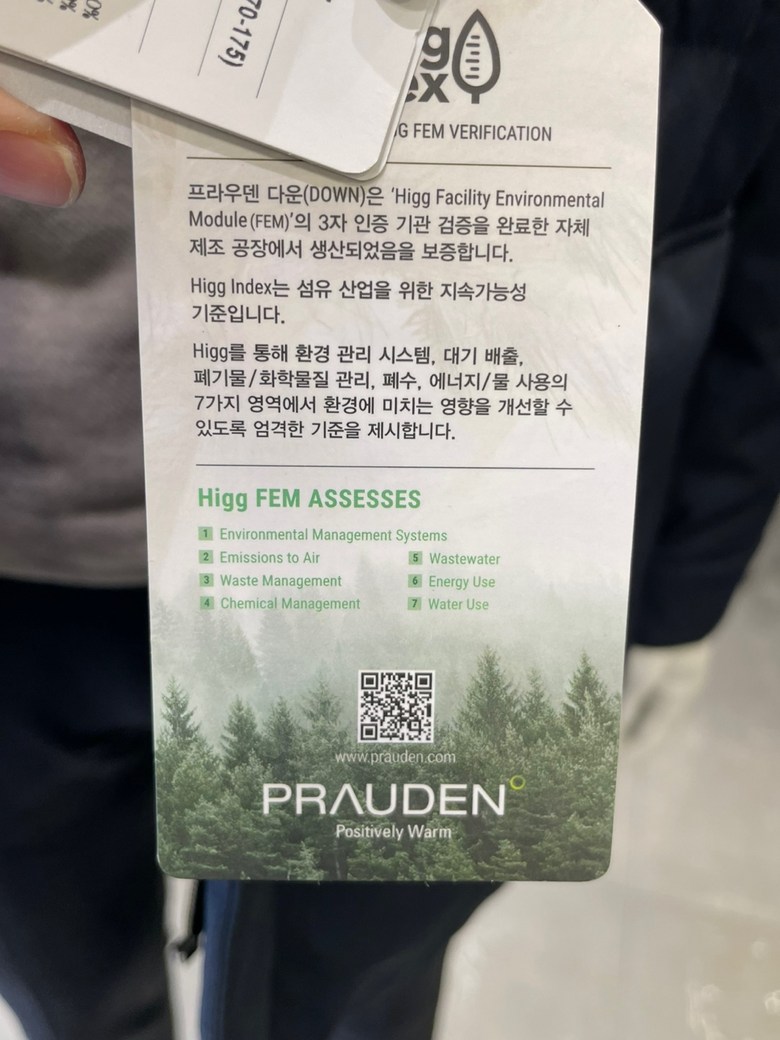 70-175)
FEM VERIFICATION
프라우덴 다운(DOWN)은 ‘Higg Facility Environmental
Module(FEM)’의 3자 인증 기관 검증을 완료한 자체
제조 공장에서 생산되었음을 보증합니다.
Higg Index는 섬유 산업을 위한 지속가능성
기준입니다.
Higg를 통해 환경 관리 시스템, 대기 배출,
폐기물/화학물질 관리, 폐수, 에너지/물 사용의
7가지 영역에서 환경에 미치는 영향을 개선할 수
있도록 엄격한 기준을 제시합니다.
Higg FEM ASSESSES
1 Environmental Management Systems
2 Emissions to Air
3 Waste Management
4 Chemical Management
5 Wastewater
6 Energy Use
7 Water Use
www.prauden.com
PRAUDEN
Positively Warm